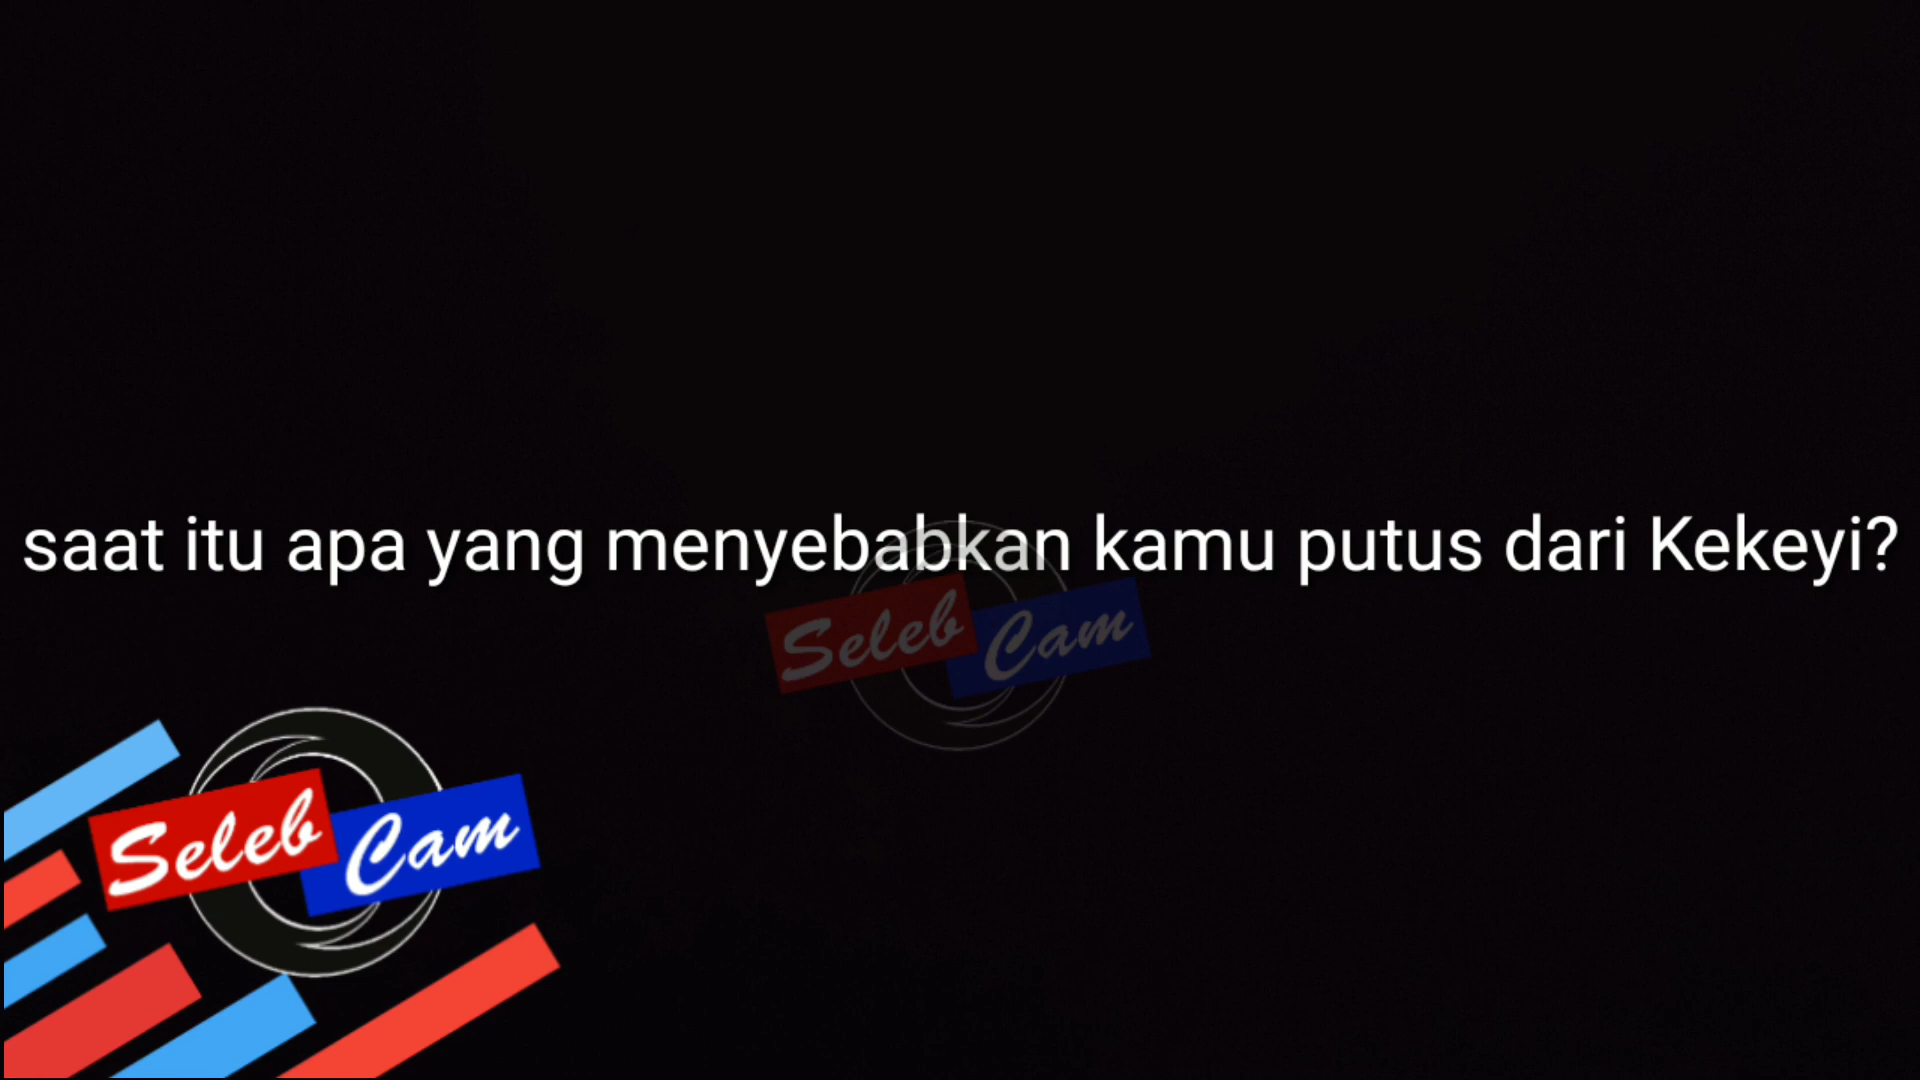 saat itu apa yang menyebabkan kamu putus dari Kekeyi?
Seleb Cam
Seleb Cam